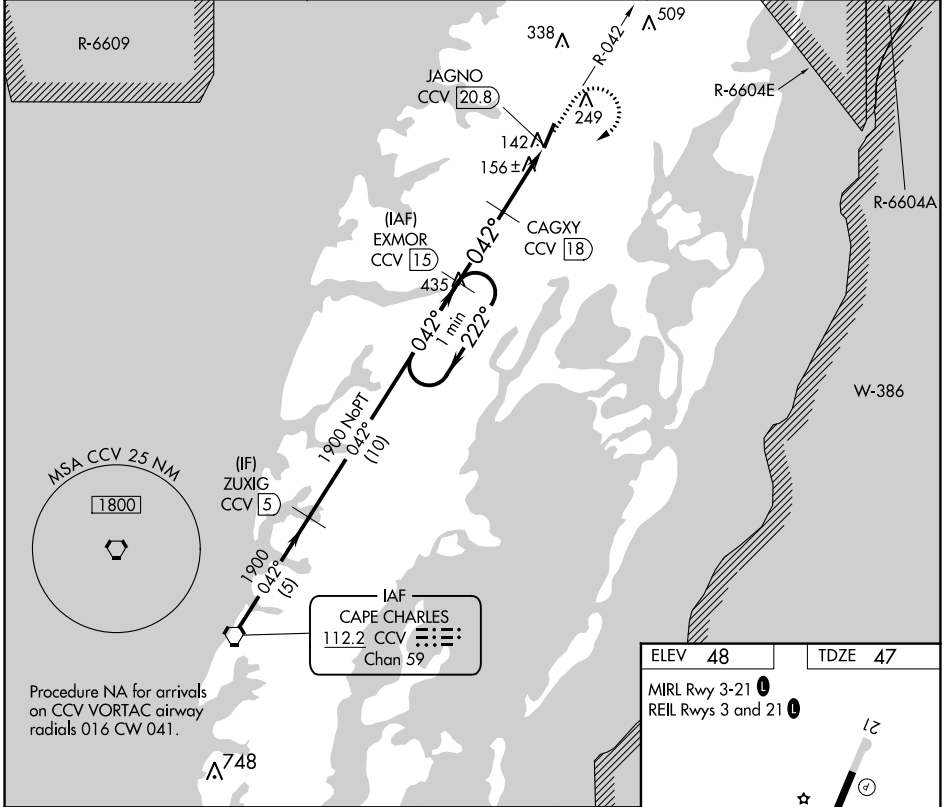 R-6609
338
509
R-042
JAGNO
CCV 20.8
R-6604E
249
142
156 ±
R-6604A
(IAF)
EXMOR
CCV 15
042°
CAGXY
CCV 18
435
042°
1 min
222°
W-386
1900 NoPT
042°
(10)
MSA CCV 25 NM
1800
(IF)
ZUXIG
CCV 5
1900
042°
(5)
IAF
CAPE CHARLES
112.2 CCV
Chan 59
Procedure NA for arrivals
on CCV VORTAC airway
radials 016 CW 041.
748
ELEV 48
TDZE 47
MIRL Rwy 3-21 L
REIL Rwys 3 and 21 L
21
P